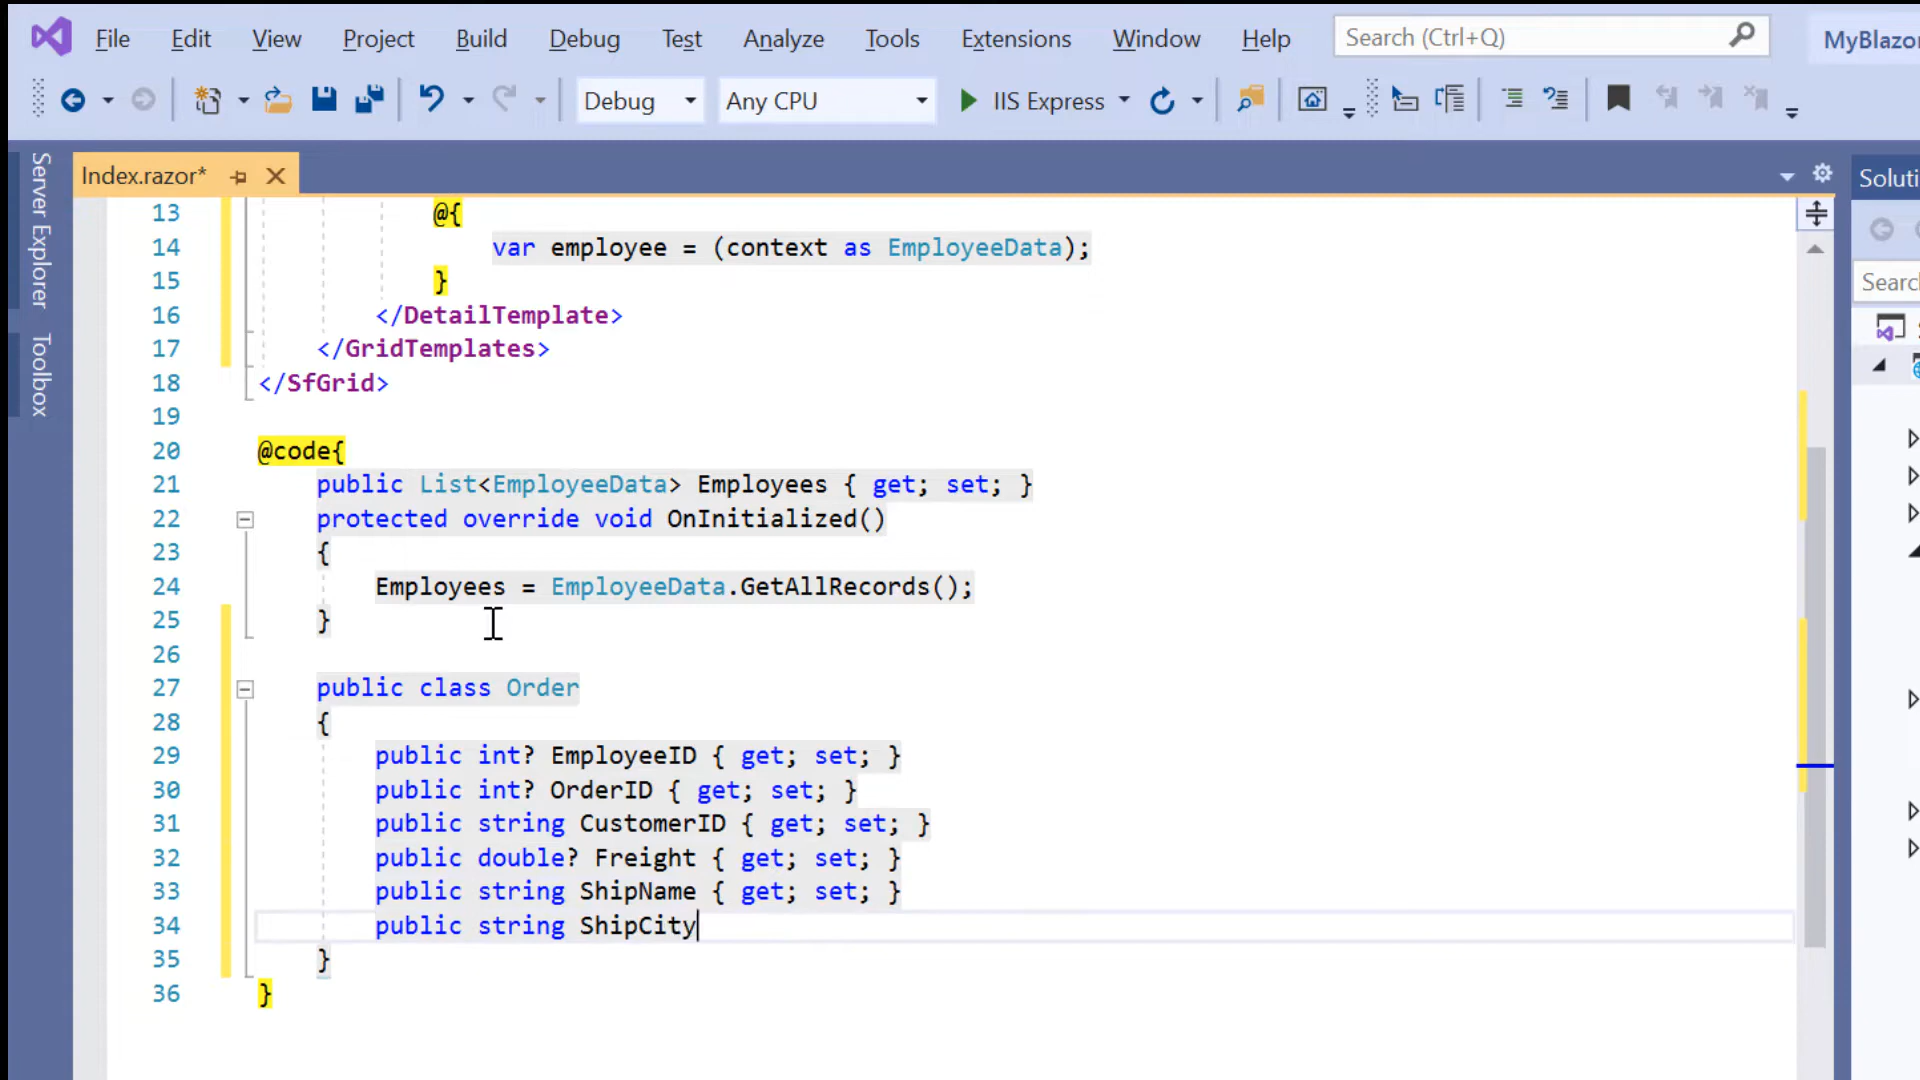 File Edit View Project Build Debug Test Analyze Tools Extensions Window Help Search (Ctrl+Q) MyBlazor
Debug Any CPU IIS Express
Server Explorer
Toolbox
Index.razor*
Soluti
Searc
13 @{
14 var employee = (context as EmployeeData);
15 }
16 </DetailTemplate>
17 </GridTemplates>
18 </SfGrid>
19
20 @code{
21 public List<EmployeeData> Employees { get; set; }
22 protected override void OnInitialized()
23 {
24 Employees = EmployeeData.GetAllRecords();
25 }
26
27 public class Order
28 {
29 public int? EmployeeID { get; set; }
30 public int? OrderID { get; set; }
31 public string CustomerID { get; set; }
32 public double? Freight { get; set; }
33 public string ShipName { get; set; }
34 public string ShipCity
35 }
36 }